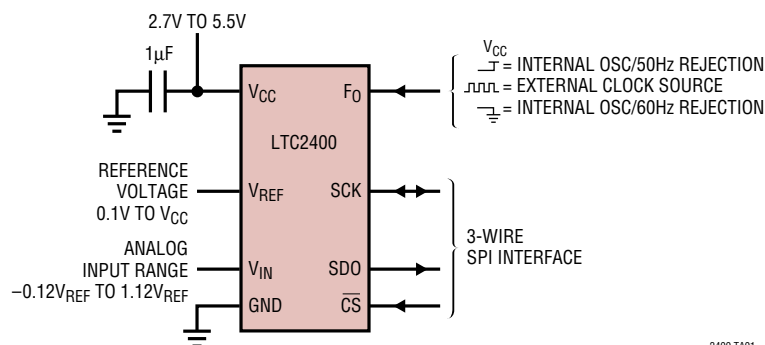 2.7V TO 5.5V
1µF
VCC
FO
LTC2400
VCC
= INTERNAL OSC/50Hz REJECTION
= EXTERNAL CLOCK SOURCE
= INTERNAL OSC/60Hz REJECTION
REFERENCE
VOLTAGE
0.1V TO VCC
VREF
SCK
ANALOG
INPUT RANGE
–0.12VREF TO 1.12VREF
VIN
SDO
GND
CS
3-WIRE
SPI INTERFACE
2400 TA01